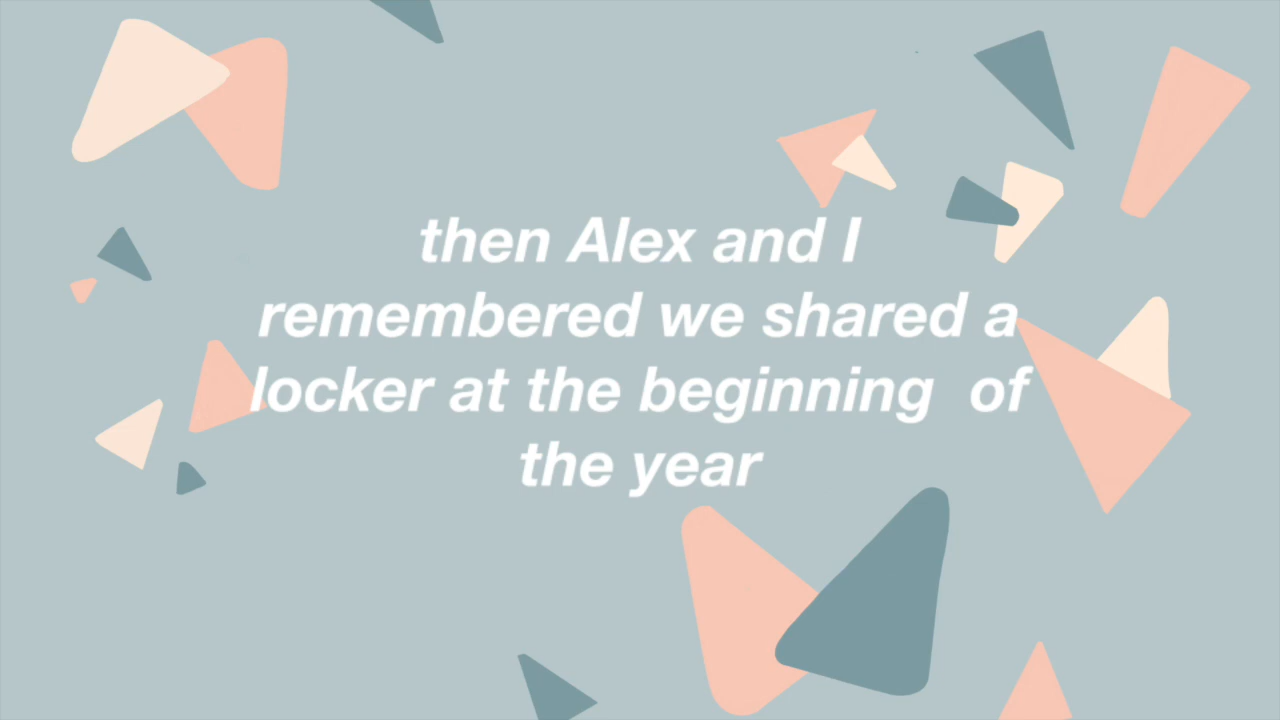 then Alex and I
remembered we shared a
locker at the beginning  of
the year